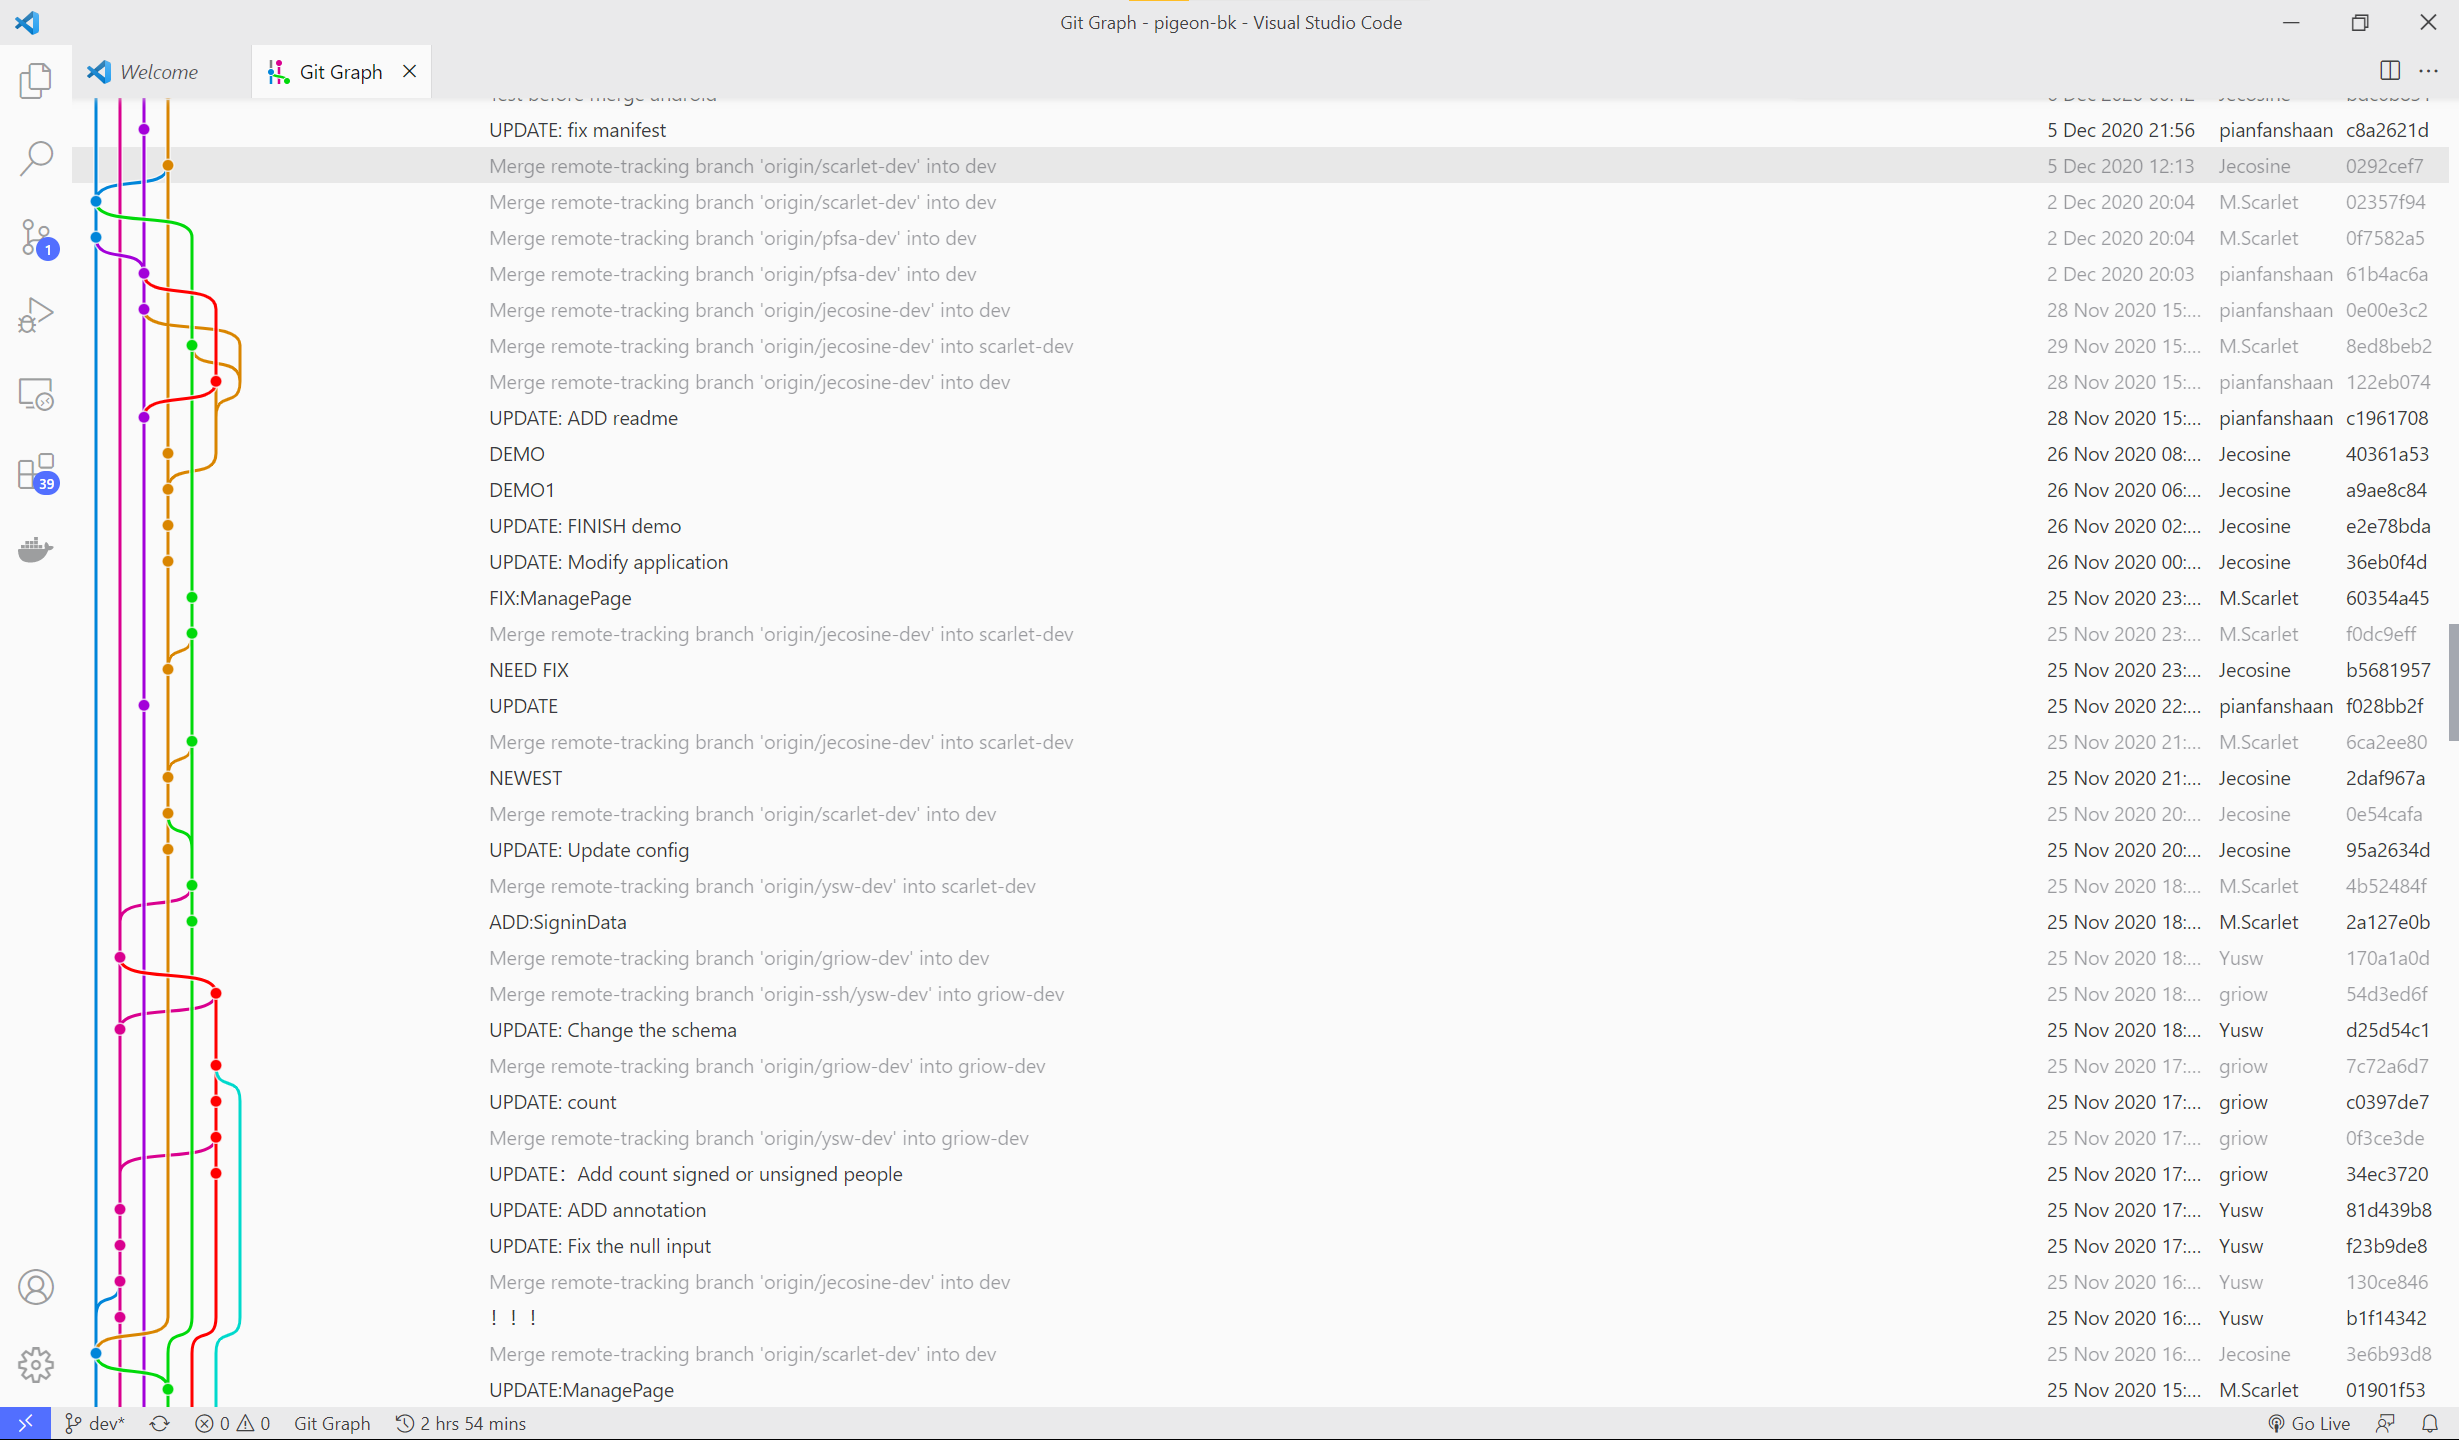 Git Graph - pigeon-bk - Visual Studio Code
Welcome
Git Graph
UPDATE: fix manifest 5 Dec 2020 21:56 pianfanshaan c8a2621d
Merge remote-tracking branch 'origin/scarlet-dev' into dev 5 Dec 2020 12:13 Jecosine 0292cef7
Merge remote-tracking branch 'origin/scarlet-dev' into dev 2 Dec 2020 20:04 M.Scarlet 02357f94
Merge remote-tracking branch 'origin/pfsa-dev' into dev 2 Dec 2020 20:04 M.Scarlet 0f7582a5
Merge remote-tracking branch 'origin/pfsa-dev' into dev 2 Dec 2020 20:03 pianfanshaan 61b4ac6a
Merge remote-tracking branch 'origin/jecosine-dev' into dev 28 Nov 2020 15:... pianfanshaan 0e00e3c2
Merge remote-tracking branch 'origin/jecosine-dev' into scarlet-dev 29 Nov 2020 15:... M.Scarlet 8ed8beb2
Merge remote-tracking branch 'origin/jecosine-dev' into dev 28 Nov 2020 15:... pianfanshaan 122eb074
UPDATE: ADD readme 28 Nov 2020 15:... pianfanshaan c1961708
DEMO 26 Nov 2020 08:... Jecosine 40361a53
DEMO1 26 Nov 2020 06:... Jecosine a9ae8c84
UPDATE: FINISH demo 26 Nov 2020 02:... Jecosine e2e78bda
UPDATE: Modify application 26 Nov 2020 00:... Jecosine 36eb0f4d
FIX:ManagePage 25 Nov 2020 23:... M.Scarlet 60354a45
Merge remote-tracking branch 'origin/jecosine-dev' into scarlet-dev 25 Nov 2020 23:... M.Scarlet f0dc9eff
NEED FIX 25 Nov 2020 23:... Jecosine b5681957
UPDATE 25 Nov 2020 22:... pianfanshaan f028bb2f
Merge remote-tracking branch 'origin/jecosine-dev' into scarlet-dev 25 Nov 2020 21:... M.Scarlet 6ca2ee80
NEWEST 25 Nov 2020 21:... Jecosine 2daf967a
Merge remote-tracking branch 'origin/scarlet-dev' into dev 25 Nov 2020 20:... Jecosine 0e54cafa
UPDATE: Update config 25 Nov 2020 20:... Jecosine 95a2634d
Merge remote-tracking branch 'origin/ysw-dev' into scarlet-dev 25 Nov 2020 18:... M.Scarlet 4b52484f
ADD:SigninData 25 Nov 2020 18:... M.Scarlet 2a127e0b
Merge remote-tracking branch 'origin/griow-dev' into dev 25 Nov 2020 18:... Yusw 170a1a0d
Merge remote-tracking branch 'origin-ssh/ysw-dev' into griow-dev 25 Nov 2020 18:... griow 54d3ed6f
UPDATE: Change the schema 25 Nov 2020 18:... Yusw d25d54c1
Merge remote-tracking branch 'origin/griow-dev' into griow-dev 25 Nov 2020 17:... griow 7c72a6d7
UPDATE: count 25 Nov 2020 17:... griow c0397de7
Merge remote-tracking branch 'origin/ysw-dev' into griow-dev 25 Nov 2020 17:... griow 0f3ce3de
UPDATE：Add count signed or unsigned people 25 Nov 2020 17:... griow 34ec3720
UPDATE: ADD annotation 25 Nov 2020 17:... Yusw 81d439b8
UPDATE: Fix the null input 25 Nov 2020 17:... Yusw f23b9de8
Merge remote-tracking branch 'origin/jecosine-dev' into dev 25 Nov 2020 16:... Yusw 130ce846
！！！ 25 Nov 2020 16:... Yusw b1f14342
Merge remote-tracking branch 'origin/scarlet-dev' into dev 25 Nov 2020 16:... Jecosine 3e6b93d8
UPDATE:ManagePage 25 Nov 2020 15:... M.Scarlet 01901f53
1
39
dev* 0 0 Git Graph 2 hrs 54 mins Go Live